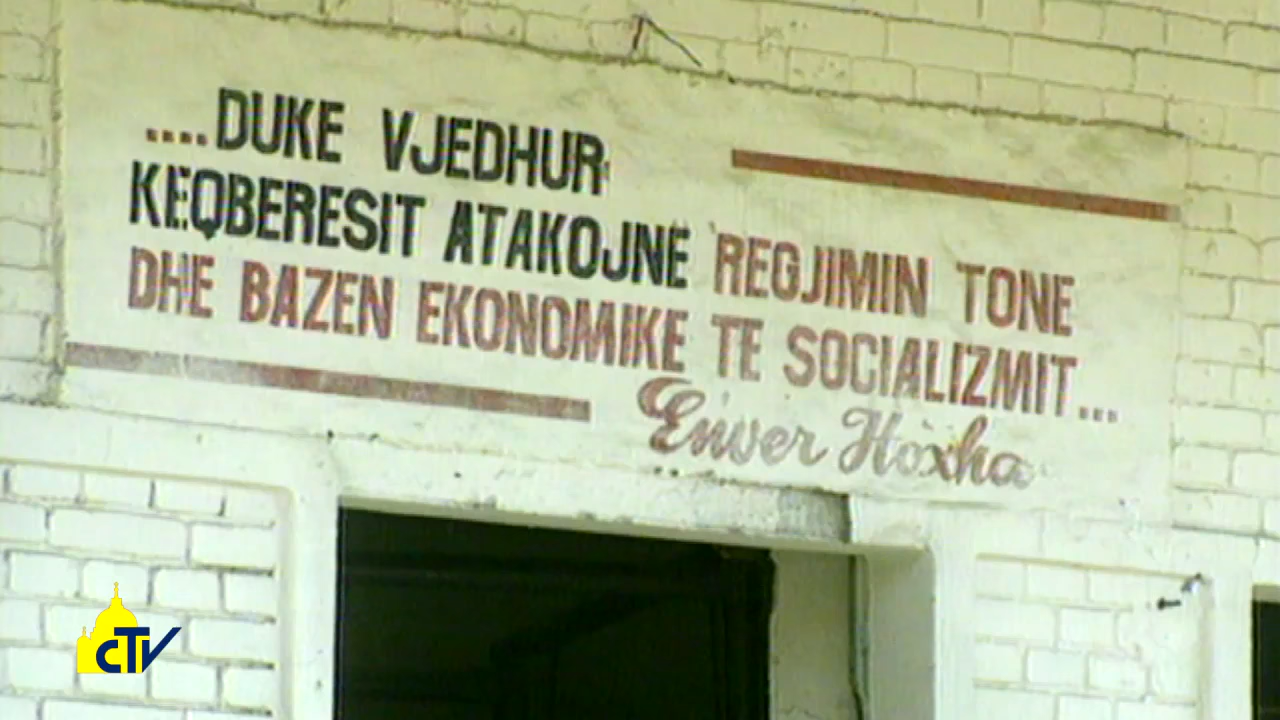 ....DUKE VJEDHUR
KEQBERESIT ATAKOJNE REGJIMIN TONE
DHE BAZEN EKONOMIKE TE SOCIALIZMIT...
Enver Hoxha
CTV